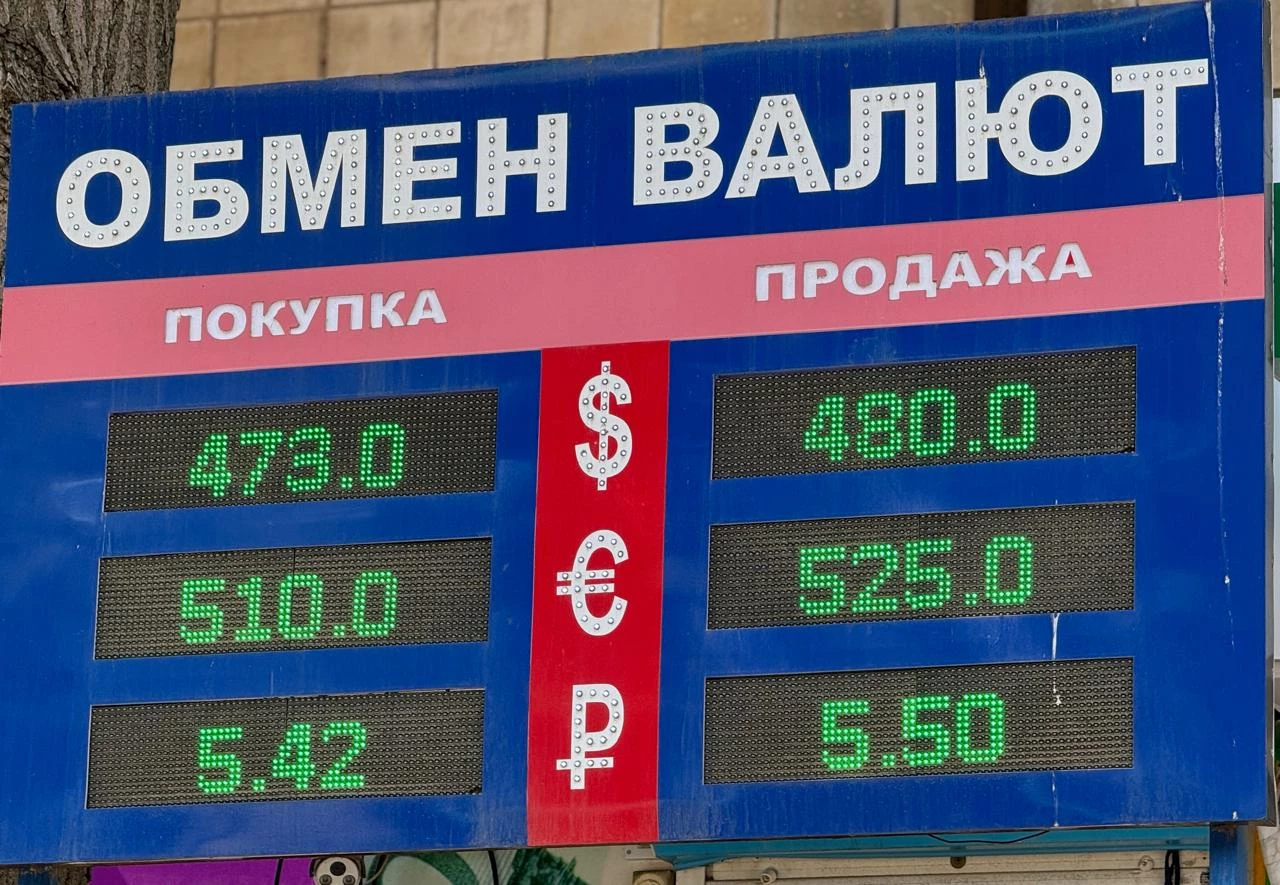 ОБМЕН ВАЛЮТ
ПОКУПКА ПРОДАЖА
473.0 $ 480.0
510.0 € 525.0
5.42 ₽ 5.50